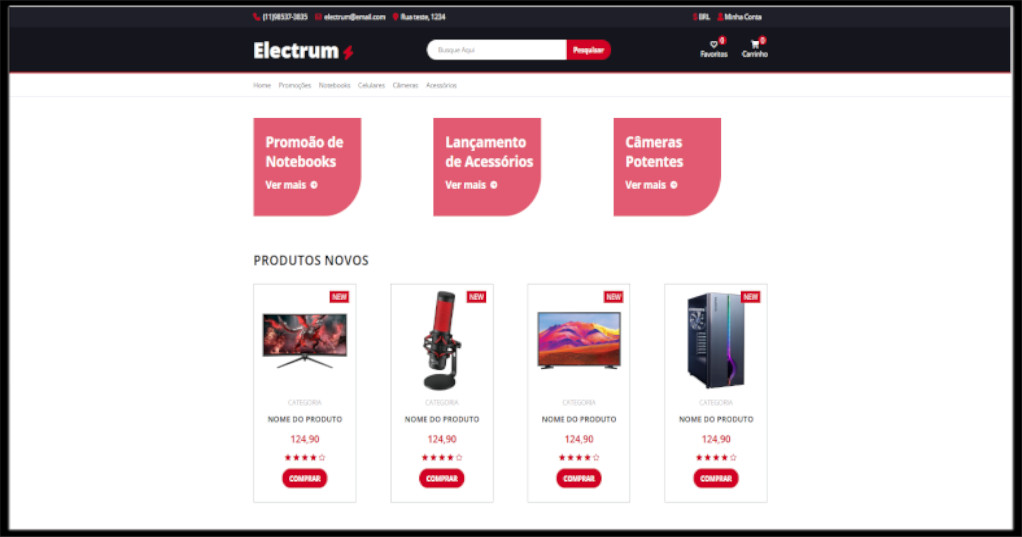 (11)98537-3835 electrum@email.com Rua teste, 1234 BRL Minha Conta
Electrum
Busque Aqui Pesquisar
0 0
Favoritos Carrinho
Home Promoções Notebooks Celulares Câmeras Acessórios
Promoão de
Notebooks
Ver mais
Lançamento
de Acessórios
Ver mais
Câmeras
Potentes
Ver mais
PRODUTOS NOVOS
NEW NEW NEW NEW
CATEGORIA CATEGORIA CATEGORIA CATEGORIA
NOME DO PRODUTO NOME DO PRODUTO NOME DO PRODUTO NOME DO PRODUTO
124,90 124,90 124,90 124,90
COMPRAR COMPRAR COMPRAR COMPRAR